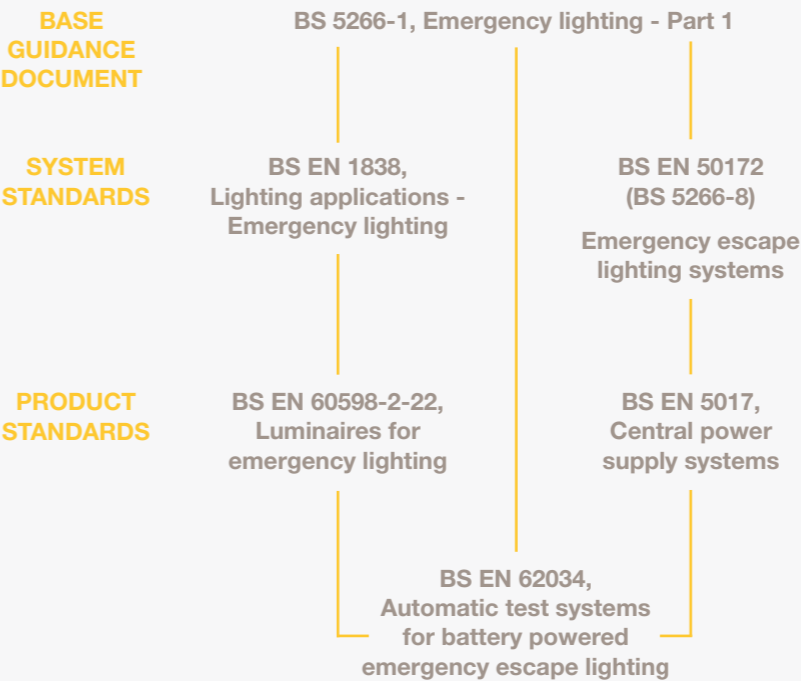 BASE
GUIDANCE
DOCUMENT
BS 5266-1, Emergency lighting - Part 1
SYSTEM
STANDARDS
BS EN 1838,
Lighting applications -
Emergency lighting
BS EN 50172
(BS 5266-8)
Emergency escape
lighting systems
PRODUCT
STANDARDS
BS EN 60598-2-22,
Luminaires for
emergency lighting
BS EN 5017,
Central power
supply systems
BS EN 62034,
Automatic test systems
for battery powered
emergency escape lighting